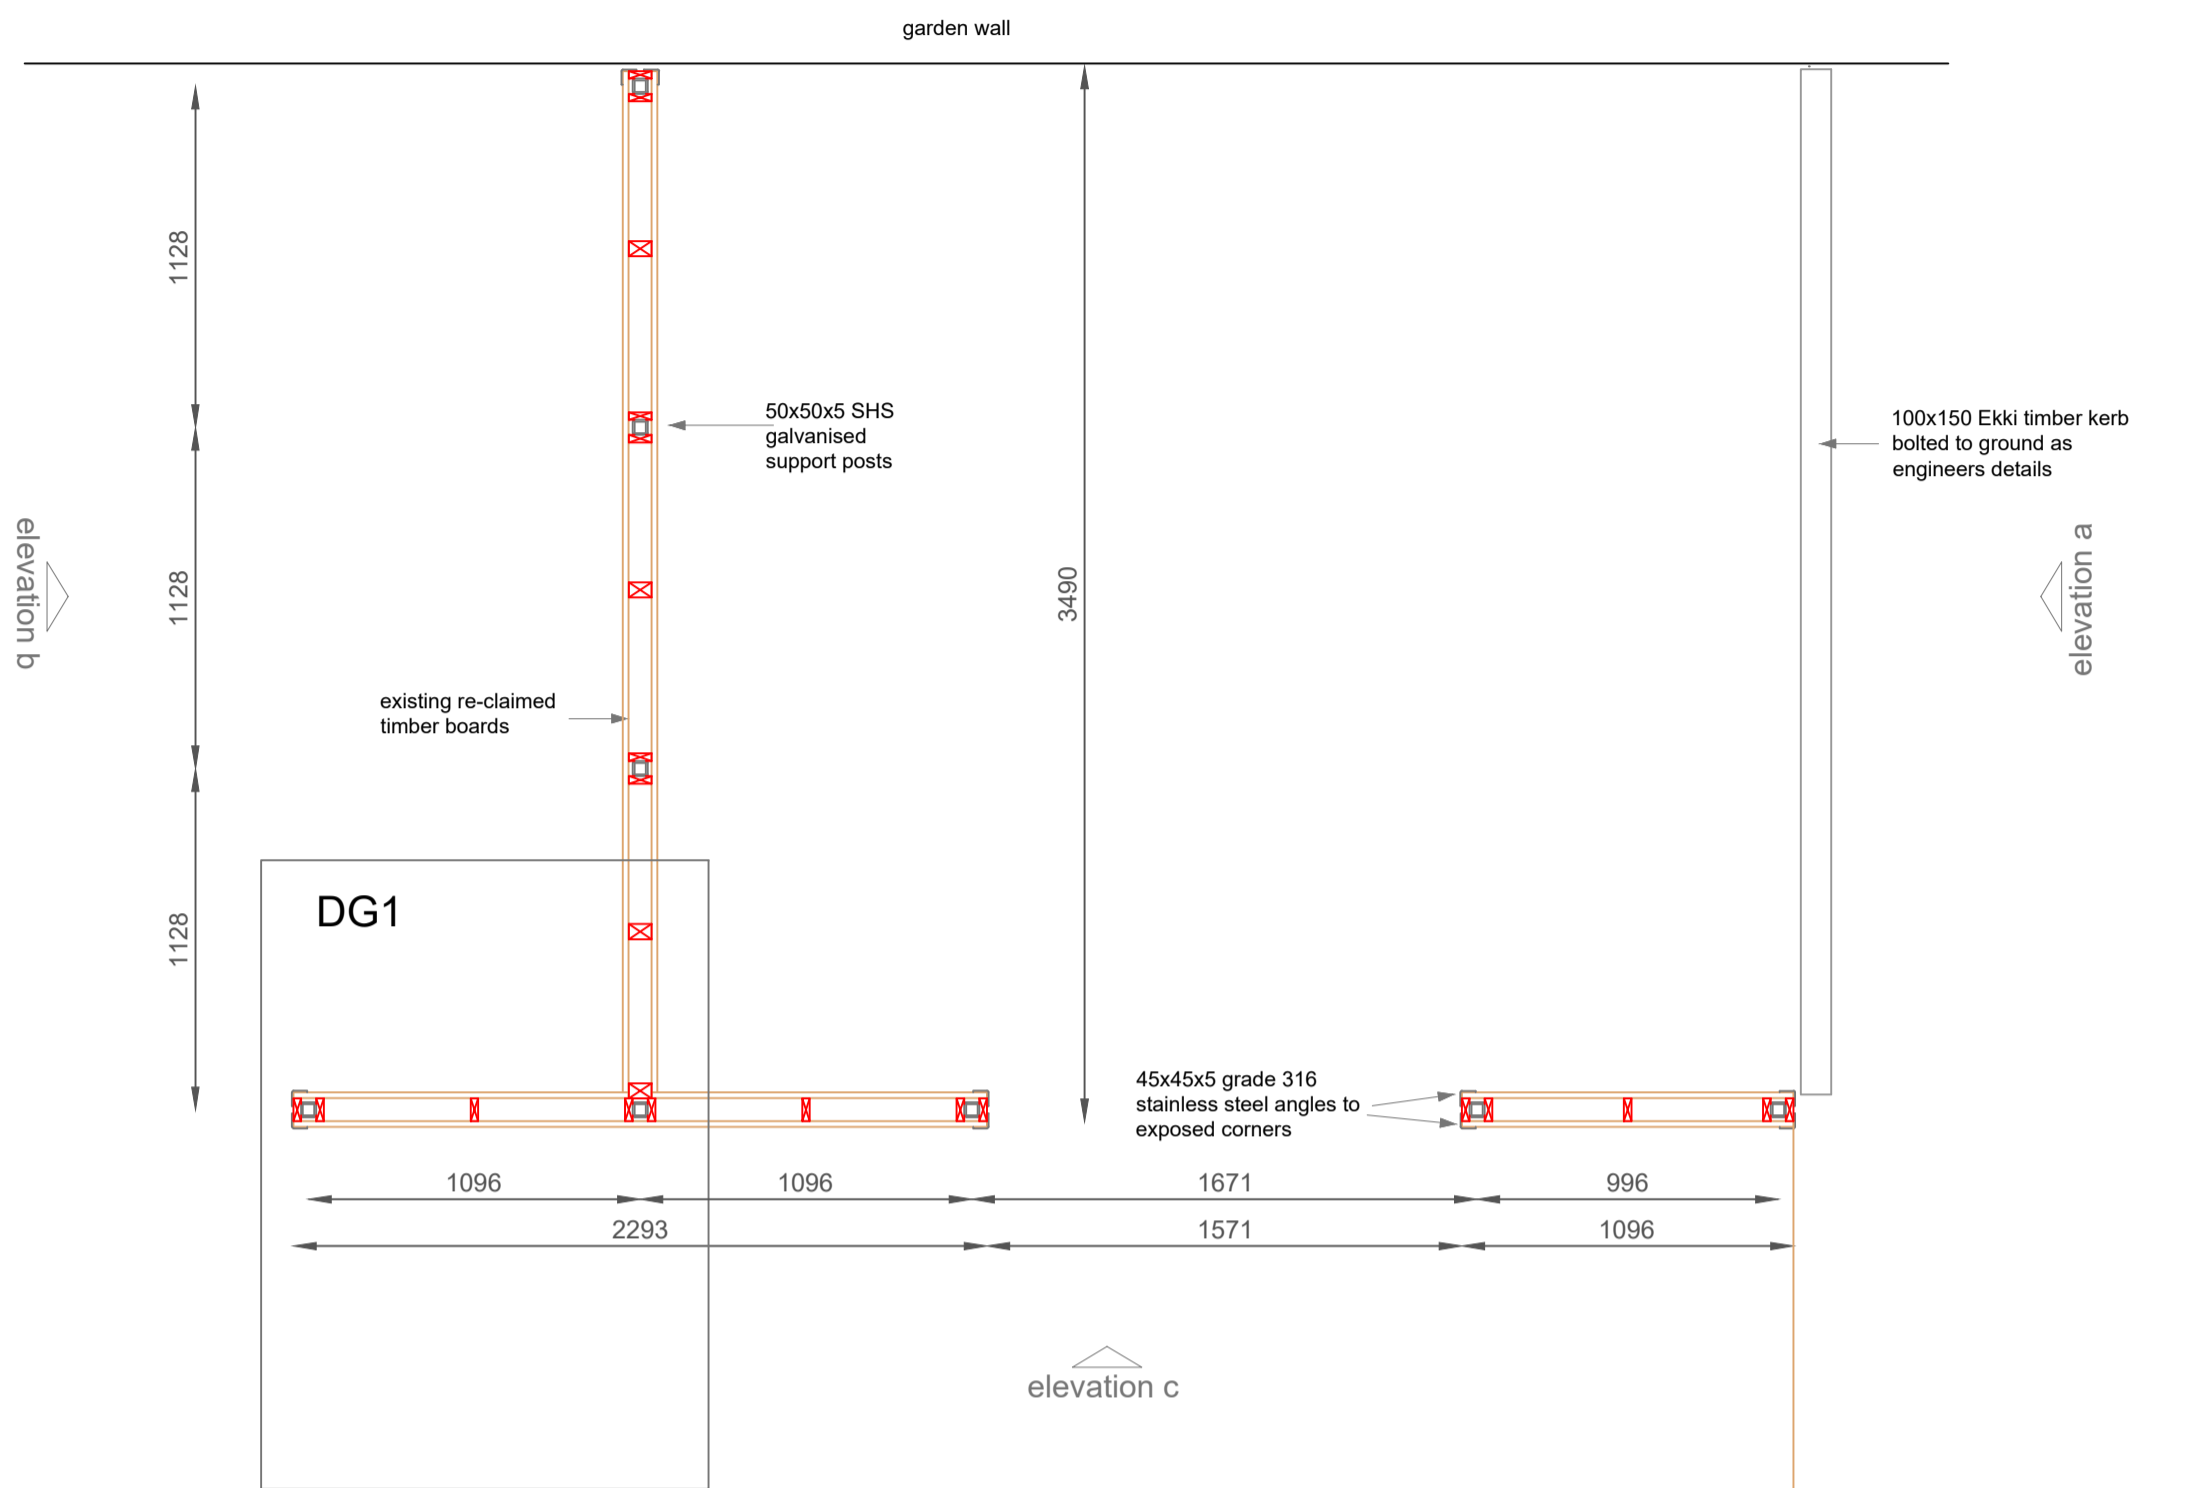 garden wall
1128
50x50x5 SHS
galvanised
support posts
100x150 Ekki timber kerb
bolted to ground as
engineers details
elevation b
1128
3490
elevation a
existing re-claimed
timber boards
DG1
1128
45x45x5 grade 316
stainless steel angles to
exposed corners
1096
1096
1671
996
2293
1571
1096
elevation c